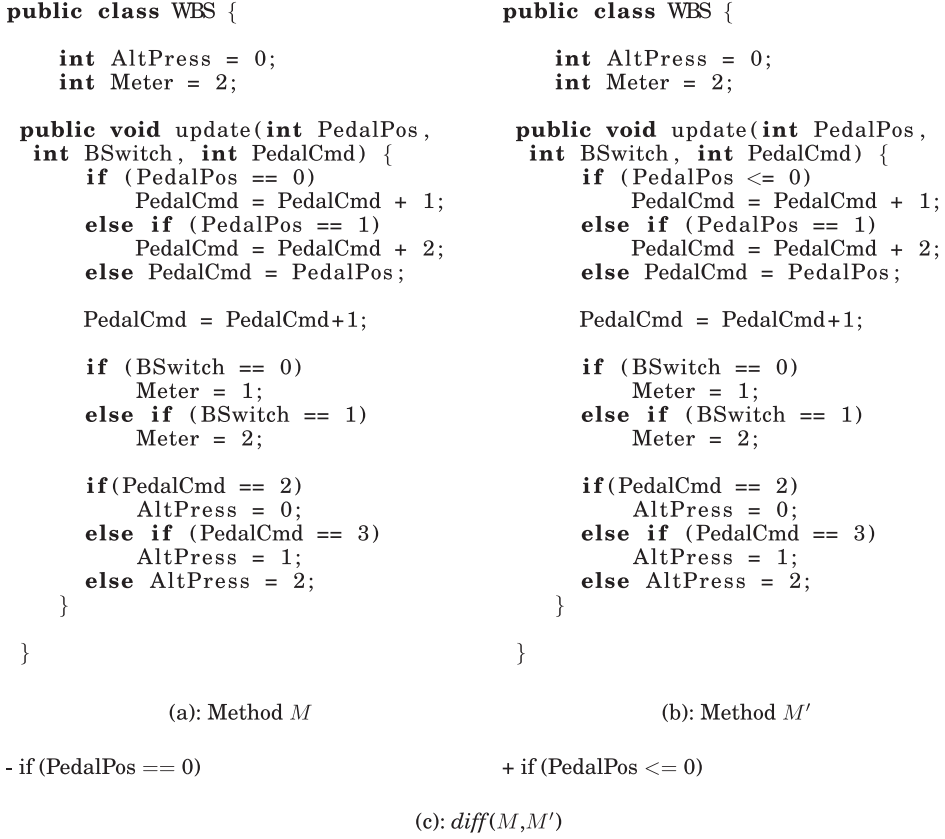 public class WBS {
int AltPress = 0;
int Meter = 2;
public void update(int PedalPos,
int BSwitch, int PedalCmd) {
if (PedalPos == 0)
PedalCmd = PedalCmd + 1;
else if (PedalPos == 1)
PedalCmd = PedalCmd + 2;
else PedalCmd = PedalPos;
PedalCmd = PedalCmd+1;
if (BSwitch == 0)
Meter = 1;
else if (BSwitch == 1)
Meter = 2;
if(PedalCmd == 2)
AltPress = 0;
else if (PedalCmd == 3)
AltPress = 1;
else AltPress = 2;
}
}
(a): Method M
public class WBS {
int AltPress = 0;
int Meter = 2;
public void update(int PedalPos,
int BSwitch, int PedalCmd) {
if (PedalPos <= 0)
PedalCmd = PedalCmd + 1;
else if (PedalPos == 1)
PedalCmd = PedalCmd + 2;
else PedalCmd = PedalPos;
PedalCmd = PedalCmd+1;
if (BSwitch == 0)
Meter = 1;
else if (BSwitch == 1)
Meter = 2;
if(PedalCmd == 2)
AltPress = 0;
else if (PedalCmd == 3)
AltPress = 1;
else AltPress = 2;
}
}
(b): Method M′
- if (PedalPos == 0)
+ if (PedalPos <= 0)
(c): diff(M,M′)